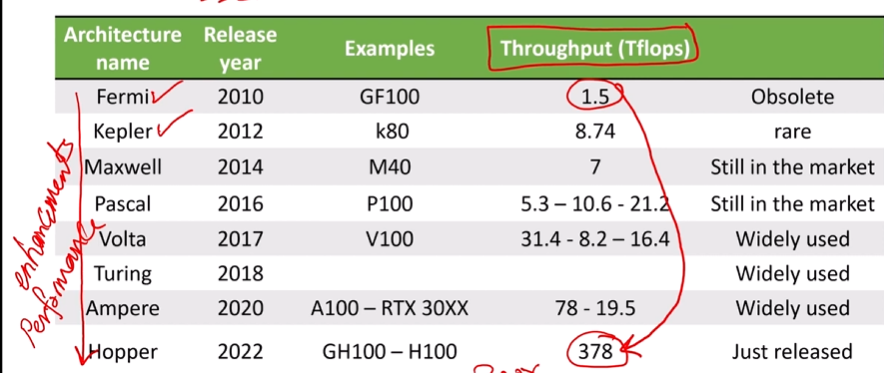 Architecture name Release year Examples Throughput (Tflops)
Fermi 2010 GF100 1.5 Obsolete
Kepler 2012 k80 8.74 rare
Maxwell 2014 M40 7 Still in the market
Pascal 2016 P100 5.3 – 10.6 - 21.2 Still in the market
Volta 2017 V100 31.4 - 8.2 – 16.4 Widely used
Turing 2018 Widely used
Ampere 2020 A100 – RTX 30XX 78 - 19.5 Widely used
Hopper 2022 GH100 – H100 378 Just released
enhancements
Performance